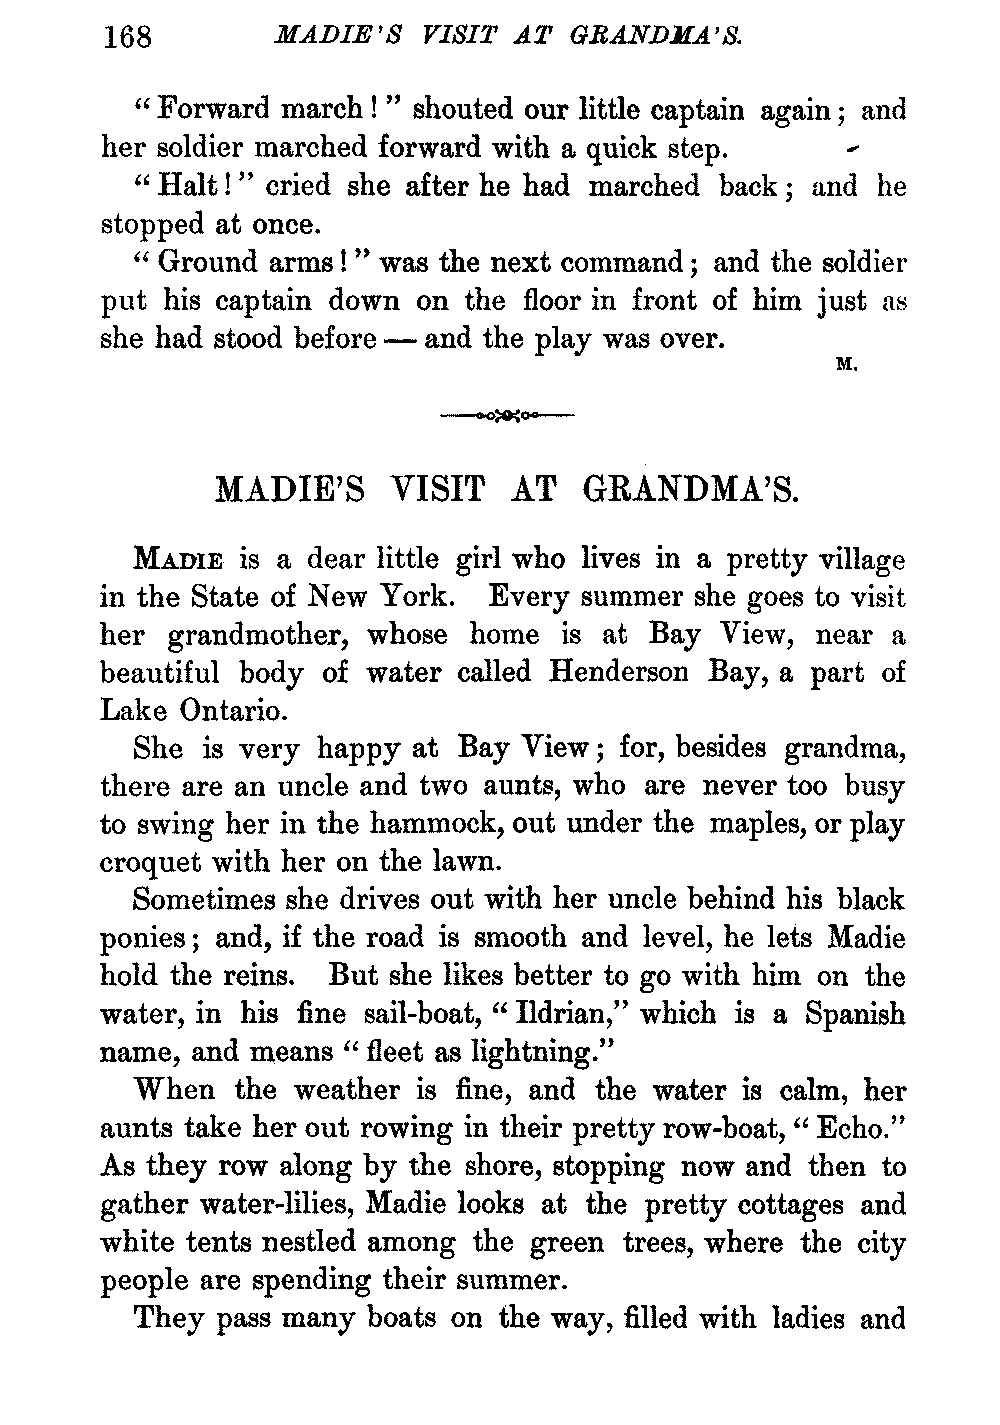 168 MADIE'S VISIT AT GRANDMA'S.
"Forward march!" shouted our little captain again; and
her soldier marched forward with a quick step.
"Halt!" cried she after he had marched back; and he
stopped at once.
"Ground arms!" was the next command; and the soldier
put his captain down on the floor in front of him just as
she had stood before — and the play was over.
M.
MADIE'S VISIT AT GRANDMA'S.
MADIE is a dear little girl who lives in a pretty village
in the State of New York. Every summer she goes to visit
her grandmother, whose home is at Bay View, near a
beautiful body of water called Henderson Bay, a part of
Lake Ontario.
She is very happy at Bay View; for, besides grandma,
there are an uncle and two aunts, who are never too busy
to swing her in the hammock, out under the maples, or play
croquet with her on the lawn.
Sometimes she drives out with her uncle behind his black
ponies; and, if the road is smooth and level, he lets Madie
hold the reins. But she likes better to go with him on the
water, in his fine sail-boat, "Ildrian," which is a Spanish
name, and means "fleet as lightning."
When the weather is fine, and the water is calm, her
aunts take her out rowing in their pretty row-boat, "Echo."
As they row along by the shore, stopping now and then to
gather water-lilies, Madie looks at the pretty cottages and
white tents nestled among the green trees, where the city
people are spending their summer.
They pass many boats on the way, filled with ladies and